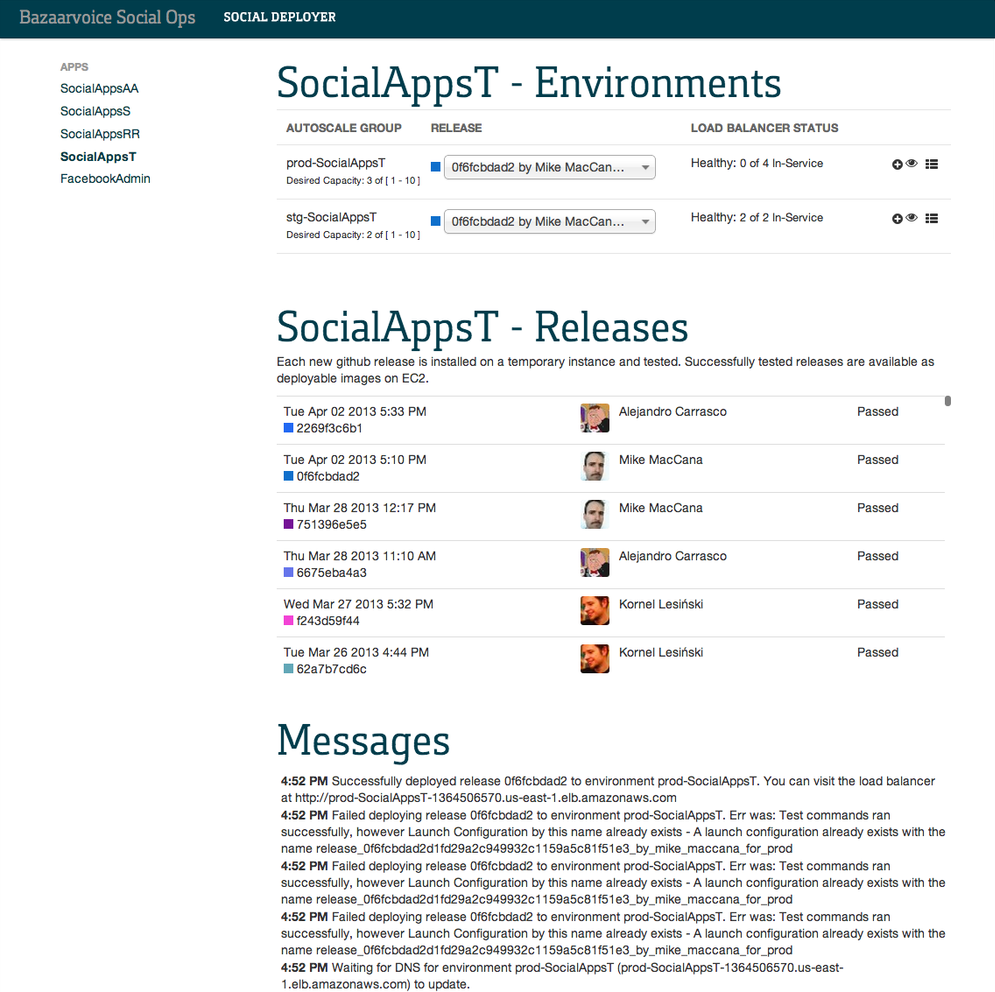 Bazaarvoice Social Ops SOCIAL DEPLOYER
APPS
SocialAppsAA
SocialAppsS
SocialAppsRR
SocialAppsT
FacebookAdmin
SocialAppsT - Environments
AUTOSCALE GROUP RELEASE LOAD BALANCER STATUS
prod-SocialAppsT 0f6fcbdad2 by Mike MacCan... Healthy: 0 of 4 In-Service
Desired Capacity: 3 of [ 1 - 10 ]
stg-SocialAppsT 0f6fcbdad2 by Mike MacCan... Healthy: 2 of 2 In-Service
Desired Capacity: 2 of [ 1 - 10 ]
SocialAppsT - Releases
Each new github release is installed on a temporary instance and tested. Successfully tested releases are available as
deployable images on EC2.
Tue Apr 02 2013 5:33 PM Alejandro Carrasco Passed
2269f3c6b1
Tue Apr 02 2013 5:10 PM Mike MacCana Passed
0f6fcbdad2
Thu Mar 28 2013 12:17 PM Mike MacCana Passed
751396e5e5
Thu Mar 28 2013 11:10 AM Alejandro Carrasco Passed
6675eba4a3
Wed Mar 27 2013 5:32 PM Kornel Lesiński Passed
f243d59f44
Tue Mar 26 2013 4:44 PM Kornel Lesiński Passed
62a7b7cd6c
Messages
4:52 PM Successfully deployed release 0f6fcbdad2 to environment prod-SocialAppsT. You can visit the load balancer
at http://prod-SocialAppsT-1364506570.us-east-1.elb.amazonaws.com
4:52 PM Failed deploying release 0f6fcbdad2 to environment prod-SocialAppsT. Err was: Test commands ran
successfully, however Launch Configuration by this name already exists - A launch configuration already exists with the
name release_0f6fcbdad2d1fd29a2c949932c1159a5c81f51e3_by_mike_maccana_for_prod
4:52 PM Failed deploying release 0f6fcbdad2 to environment prod-SocialAppsT. Err was: Test commands ran
successfully, however Launch Configuration by this name already exists - A launch configuration already exists with the
name release_0f6fcbdad2d1fd29a2c949932c1159a5c81f51e3_by_mike_maccana_for_prod
4:52 PM Failed deploying release 0f6fcbdad2 to environment prod-SocialAppsT. Err was: Test commands ran
successfully, however Launch Configuration by this name already exists - A launch configuration already exists with the
name release_0f6fcbdad2d1fd29a2c949932c1159a5c81f51e3_by_mike_maccana_for_prod
4:52 PM Waiting for DNS for environment prod-SocialAppsT (prod-SocialAppsT-1364506570.us-east-
1.elb.amazonaws.com) to update.